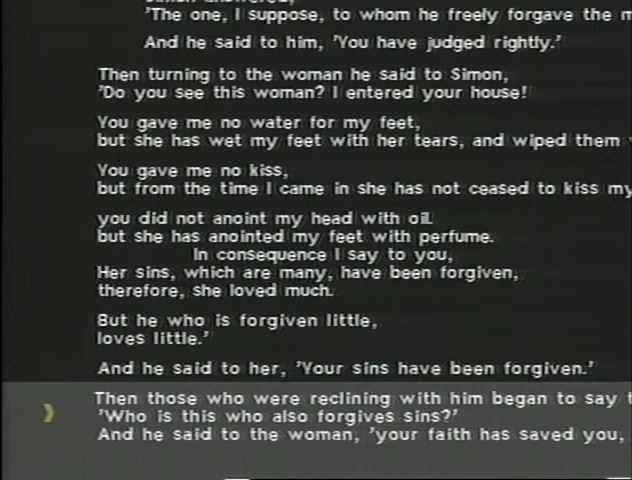 'The one, I suppose, to whom he freely forgave the
And he said to him, 'You have judged rightly.'
Then turning to the woman he said to Simon,
'Do you see this woman? I entered your house!
You gave me no water for my feet,
but she has wet my feet with her tears, and wiped them
You gave me no kiss,
but from the time I came in she has not ceased to kiss my
you did not anoint my head with oil
but she has anointed my feet with perfume.
In consequence I say to you,
Her sins, which are many, have been forgiven,
therefore, she loved much.
But he who is forgiven little,
loves little.'
And he said to her, 'Your sins have been forgiven.'
Then those who were reclining with him began to say
'Who is this who also forgives sins?'
And he said to the woman, 'your faith has saved you,